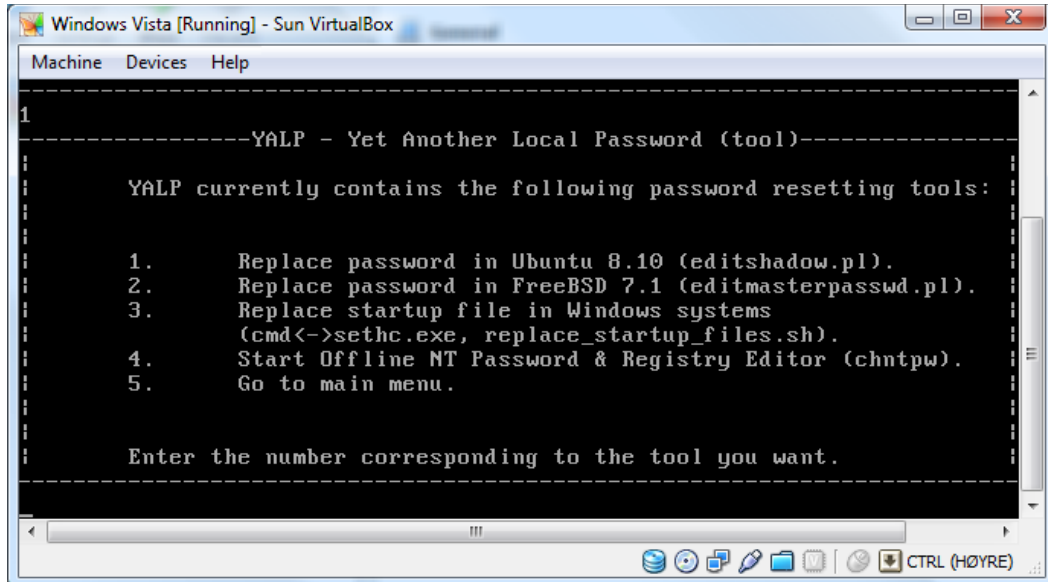 Windows Vista [Running] - Sun VirtualBox
Machine Devices Help
1
YALP - Yet Another Local Password (tool)
YALP currently contains the following password resetting tools:
1. Replace password in Ubuntu 8.10 (editshadow.pl).
2. Replace password in FreeBSD 7.1 (editmasterpasswd.pl).
3. Replace startup file in Windows systems
(cmd<->sethc.exe, replace_startup_files.sh).
4. Start Offline NT Password & Registry Editor (chntpw).
5. Go to main menu.
Enter the number corresponding to the tool you want.
CTRL (HØYRE)